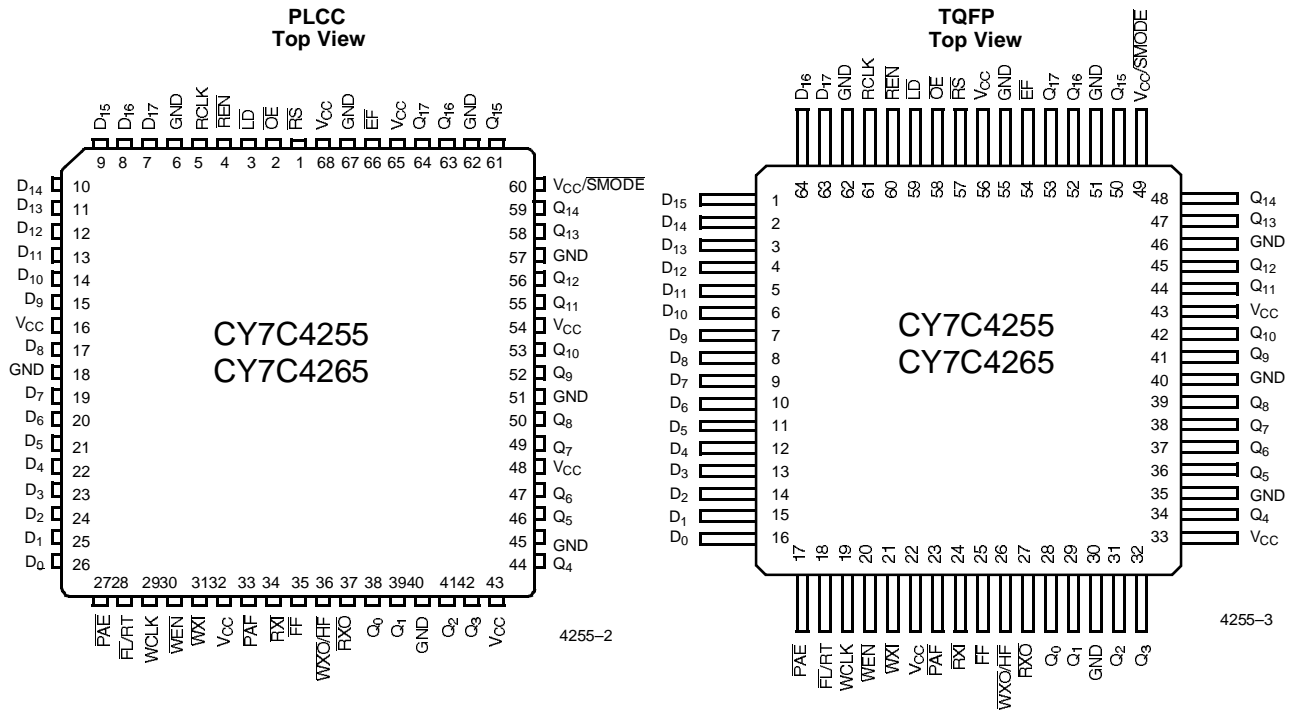 PLCC
Top View
D15 D16 D17 GND RCLK REN LD OE RS VCC GND EF VCC Q17 Q16 GND Q15
9 8 7 6 5 4 3 2 1 68 67 66 65 64 63 62 61
D14 10
D13 11
D12 12
D11 13
D10 14
D9 15
VCC 16
D8 17
GND 18
D7 19
D6 20
D5 21
D4 22
D3 23
D2 24
D1 25
D0 26
CY7C4255
CY7C4265
60 VCC/SMODE
59 Q14
58 Q13
57 GND
56 Q12
55 Q11
54 VCC
53 Q10
52 Q9
51 GND
50 Q8
49 Q7
48 VCC
47 Q6
46 Q5
45 GND
44 Q4
27 28 29 30 31 32 33 34 35 36 37 38 39 40 41 42 43
PAE FL/RT WCLK WEN WXI VCC PAF RXI FF WXO/HF RXO Q0 Q1 GND Q2 Q3 VCC
4255–2
TQFP
Top View
D16 D17 GND RCLK REN LD OE RS VCC GND EF Q17 Q16 GND Q15 VCC/SMODE
64 63 62 61 60 59 58 57 56 55 54 53 52 51 50 49
D15 1
D14 2
D13 3
D12 4
D11 5
D10 6
D9 7
D8 8
D7 9
D6 10
D5 11
D4 12
D3 13
D2 14
D1 15
D0 16
CY7C4255
CY7C4265
48 Q14
47 Q13
46 GND
45 Q12
44 Q11
43 VCC
42 Q10
41 Q9
40 GND
39 Q8
38 Q7
37 Q6
36 Q5
35 GND
34 Q4
33 VCC
17 18 19 20 21 22 23 24 25 26 27 28 29 30 31 32
PAE FL/RT WCLK WEN WXI VCC PAF RXI FF WXO/HF RXO Q0 Q1 GND Q2 Q3
4255–3